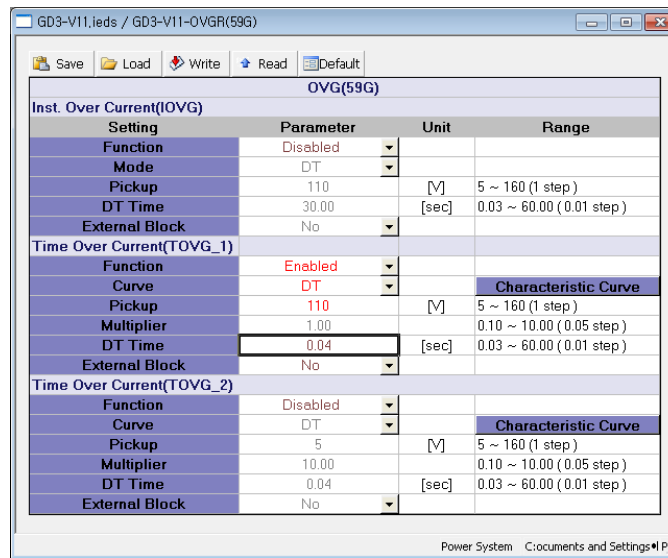 GD3-V11.ieds / GD3-V11-OVGR(59G)
Save Load Write Read Default
OVG(59G)
Inst. Over Current(IOVG)
Setting Parameter Unit Range
Function Disabled
Mode DT
Pickup 110 [V] 5 ~ 160 (1 step )
DT Time 30.00 [sec] 0.03 ~ 60.00 ( 0.01 step )
External Block No
Time Over Current(TOVG_1)
Function Enabled
Curve DT Characteristic Curve
Pickup 110 [V] 5 ~ 160 (1 step )
Multiplier 1.00 0.10 ~ 10.00 ( 0.05 step )
DT Time 0.04 [sec] 0.03 ~ 60.00 ( 0.01 step )
External Block No
Time Over Current(TOVG_2)
Function Disabled
Curve DT Characteristic Curve
Pickup 5 [V] 5 ~ 160 (1 step )
Multiplier 10.00 0.10 ~ 10.00 ( 0.05 step )
DT Time 0.04 [sec] 0.03 ~ 60.00 ( 0.01 step )
External Block No
Power System C:ocuments and Settings•l P